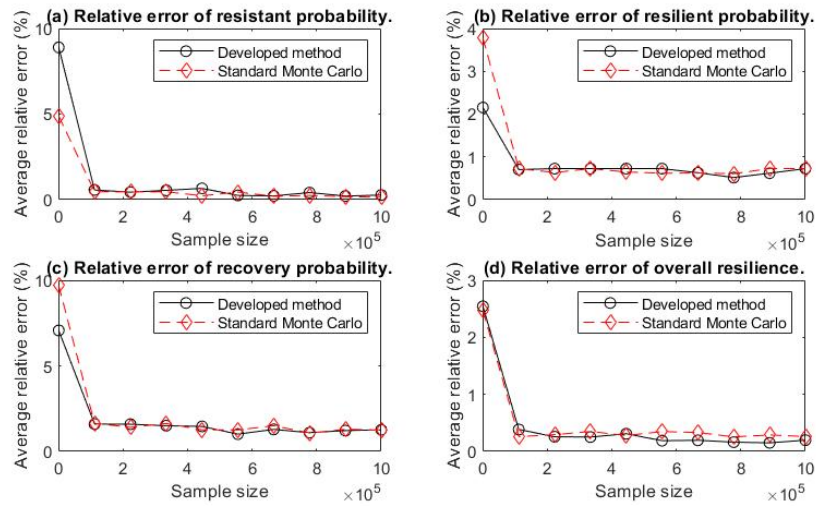 (a) Relative error of resistant probability.
Average relative error (%)
10
5
0
Developed method
Standard Monte Carlo
0 2 4 6 8 10
Sample size
×10^5
(b) Relative error of resilient probability.
Average relative error (%)
4
3
2
1
0
Developed method
Standard Monte Carlo
0 2 4 6 8 10
Sample size
×10^5
(c) Relative error of recovery probability.
Average relative error (%)
10
5
0
Developed method
Standard Monte Carlo
0 2 4 6 8 10
Sample size
×10^5
(d) Relative error of overall resilience.
Average relative error (%)
3
2
1
0
Developed method
Standard Monte Carlo
0 2 4 6 8 10
Sample size
×10^5